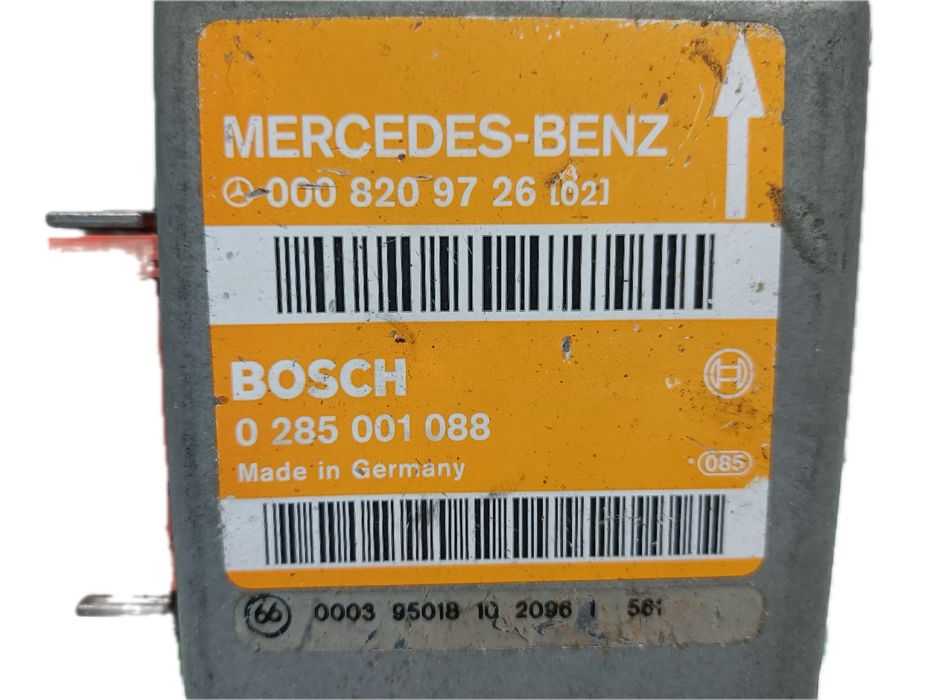 MERCEDES-BENZ
000 820 97 26 [02]
BOSCH
0 285 001 088
Made in Germany
085
66 0003 95018 10 2096 1 561